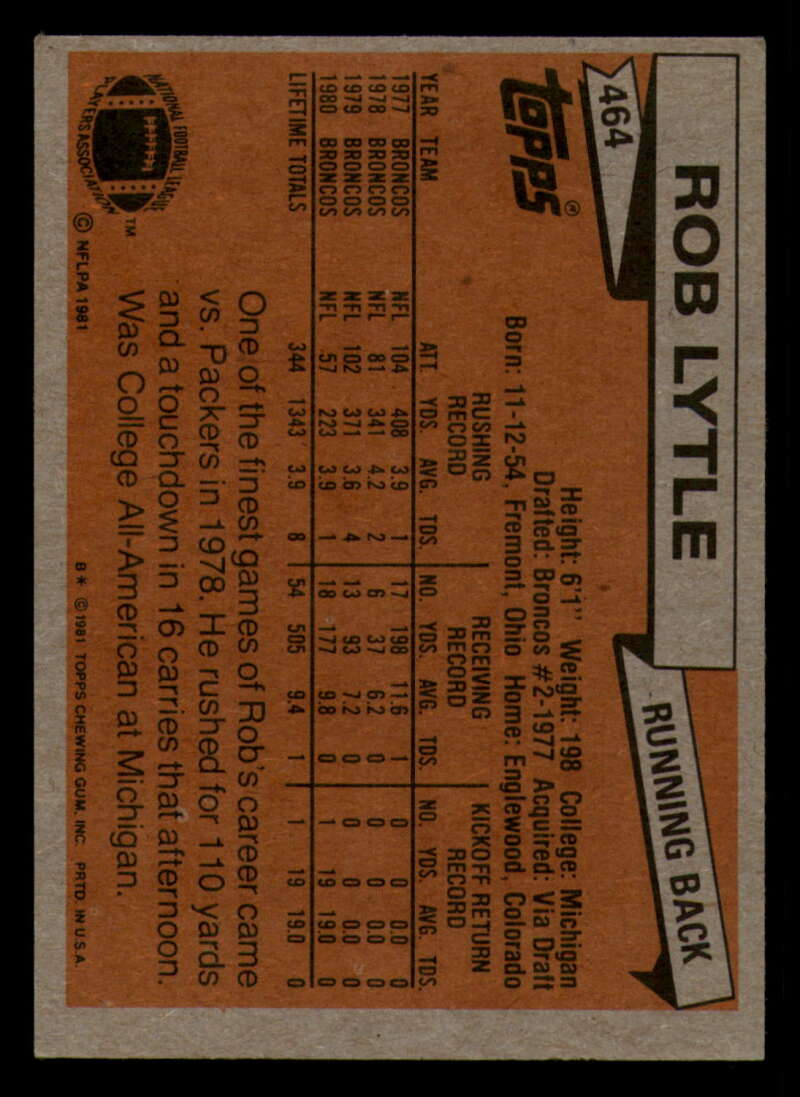 464
ROB LYTLE
RUNNING BACK
TOPPS®
Height: 6'1" Weight: 198 College: Michigan
Drafted: Broncos #2-1977 Acquired: Via Draft
Born: 11-12-54, Fremont, Ohio Home: Englewood, Colorado
RUSHING RECORD RECEIVING RECORD KICKOFF RETURN RECORD
YEAR TEAM ATT. YDS. AVG. TDS. NO. YDS. AVG. TDS. NO. YDS. AVG. TDS.
1977 BRONCOS NFL 104 408 3.9 1 17 198 11.6 1 0 0 0.0 0
1978 BRONCOS NFL 81 341 4.2 2 6 37 6.2 0 0 0 0.0 0
1979 BRONCOS NFL 102 371 3.6 4 13 93 7.2 0 0 0 0.0 0
1980 BRONCOS NFL 57 223 3.9 1 18 177 9.8 0 1 19 19.0 0
LIFETIME TOTALS 344 1343 3.9 8 54 505 9.4 1 1 19 19.0 0
One of the finest games of Rob's career came
vs. Packers in 1978. He rushed for 110 yards
and a touchdown in 16 carries that afternoon.
Was College All-American at Michigan.
NATIONAL FOOTBALL LEAGUE
PLAYERS ASSOCIATION
TM
© NFLPA 1981
B* ©1981 TOPPS CHEWING GUM, INC. PRTD. IN U.S.A.